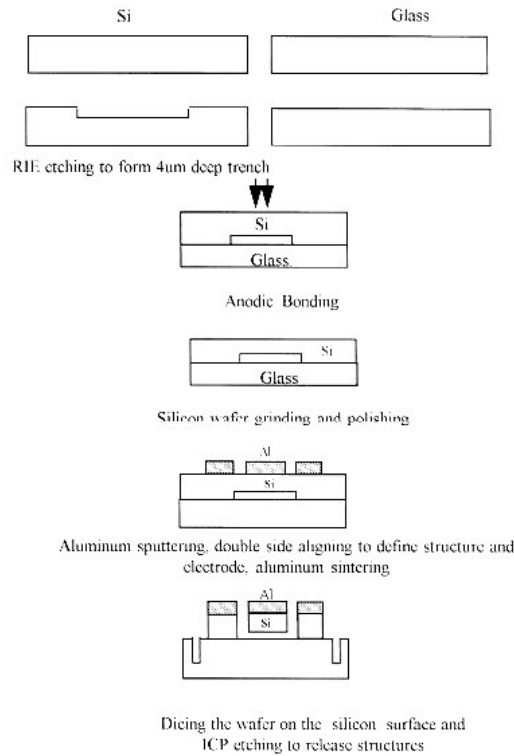 Si Glass
RIE etching to form 4um deep trench
Si
Glass
Anodic Bonding
Si
Glass
Silicon wafer grinding and polishing
Al
Si
Aluminum sputtering, double side aligning to define structure and
electrode, aluminum sintering
Al
Si
Dicing the wafer on the silicon surface and
ICP etching to release structures